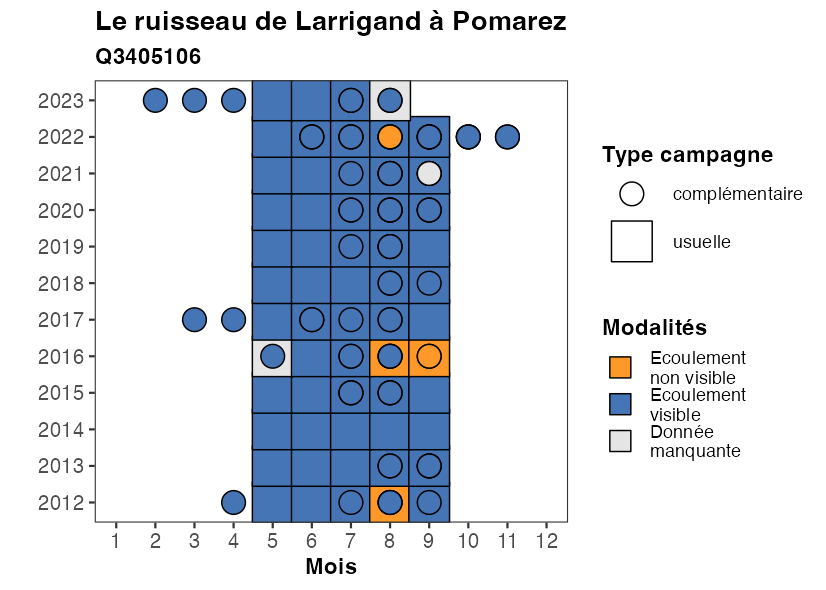 Le ruisseau de Larrigand à Pomarez
Q3405106
2023
2022
2021
2020
2019
2018
2017
2016
2015
2014
2013
2012
1 2 3 4 5 6 7 8 9 10 11 12
Mois
Type campagne
complémentaire
usuelle
Modalités
Ecoulement
non visible
Ecoulement
visible
Donnée
manquante